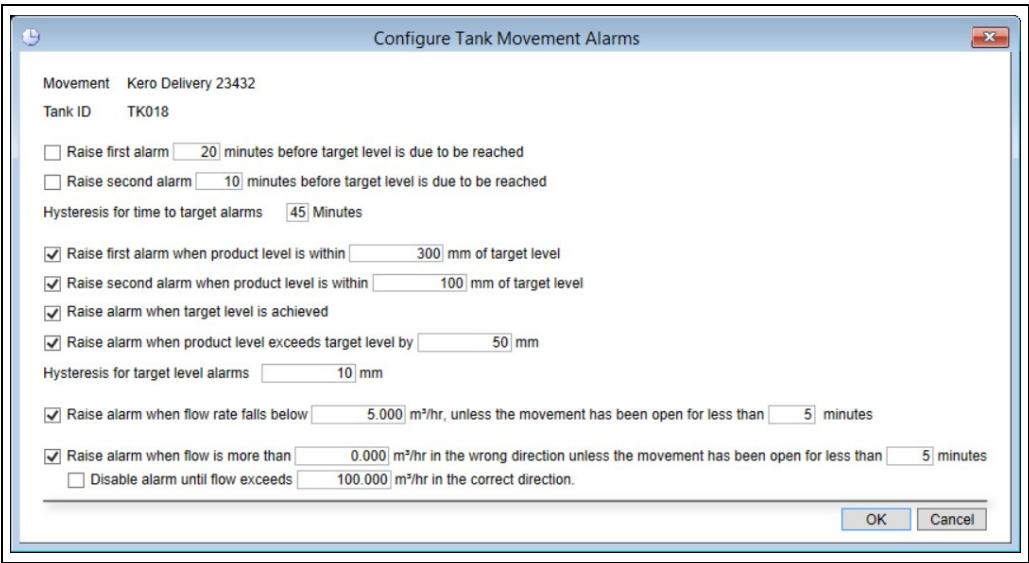 Configure Tank Movement Alarms
Movement Kero Delivery 23432
Tank ID TK018
Raise first alarm 20 minutes before target level is due to be reached
Raise second alarm 10 minutes before target level is due to be reached
Hysteresis for time to target alarms 45 Minutes
Raise first alarm when product level is within 300 mm of target level
Raise second alarm when product level is within 100 mm of target level
Raise alarm when target level is achieved
Raise alarm when product level exceeds target level by 50 mm
Hysteresis for target level alarms 10 mm
Raise alarm when flow rate falls below 5.000 m³/hr, unless the movement has been open for less than 5 minutes
Raise alarm when flow is more than 0.000 m³/hr in the wrong direction unless the movement has been open for less than 5 minutes
Disable alarm until flow exceeds 100.000 m³/hr in the correct direction.
OK Cancel